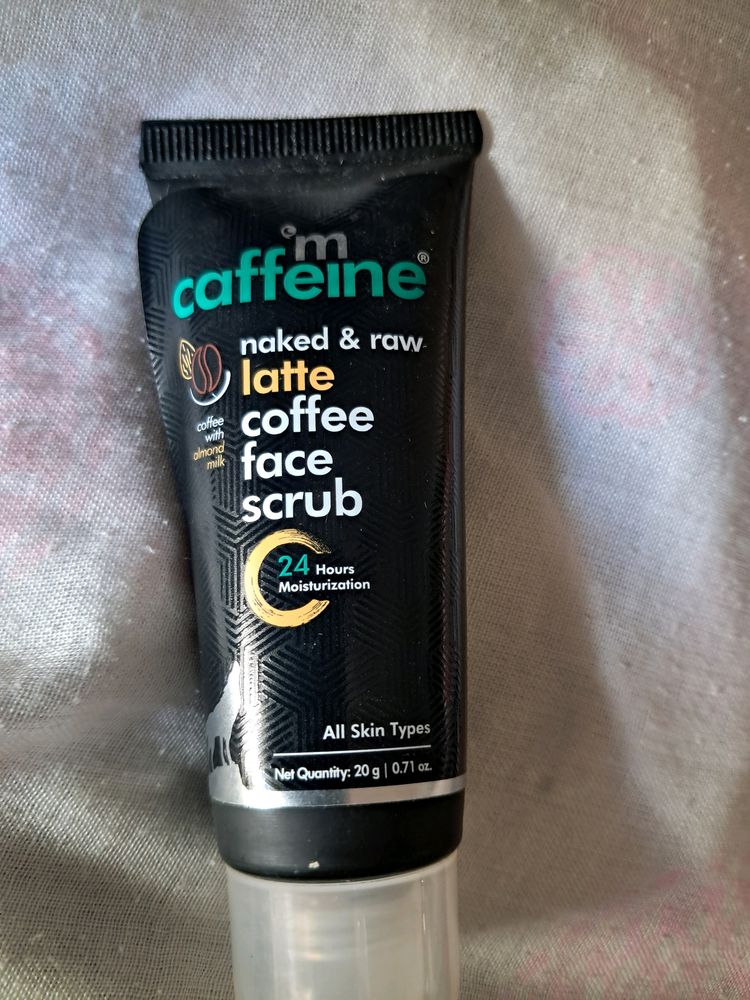 'm
caffeine®
naked & raw
latte
coffee
face
scrub
coffee
with
almond
milk
24 Hours
Moisturization
All Skin Types
Net Quantity: 20 g | 0.71 oz.